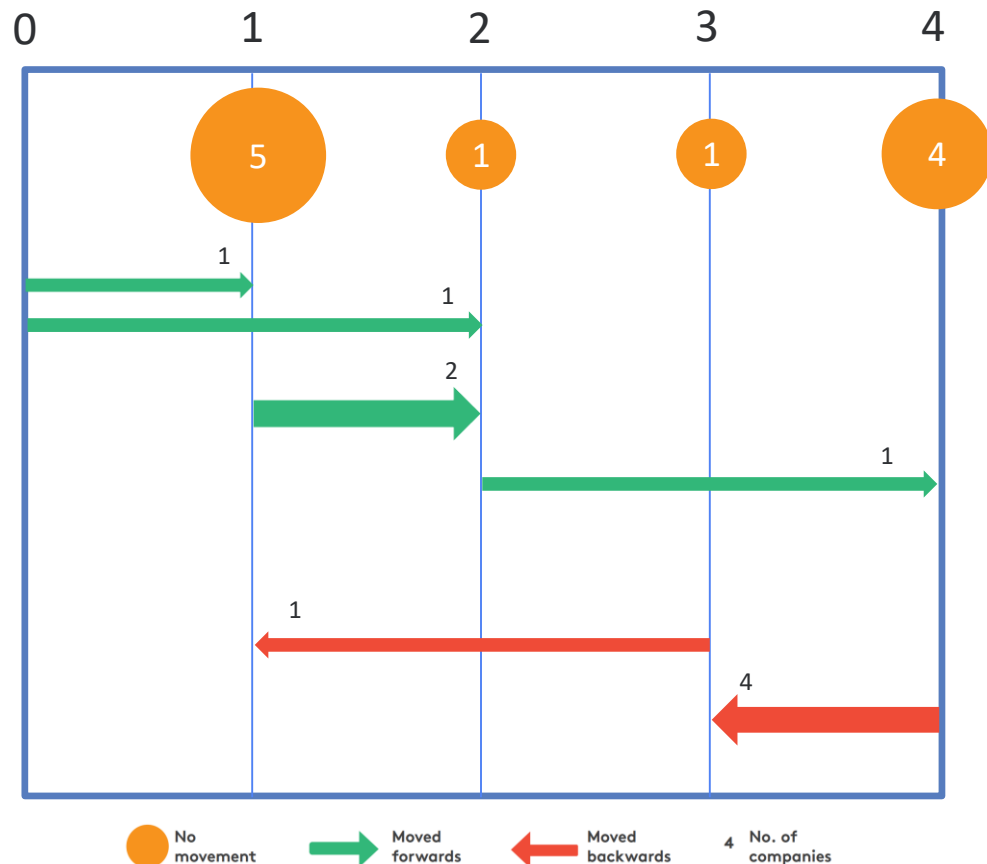 0 1 2 3 4
5 1 1 4
1
1
2
1
1
4
No movement
Moved forwards
Moved backwards
4 No. of companies